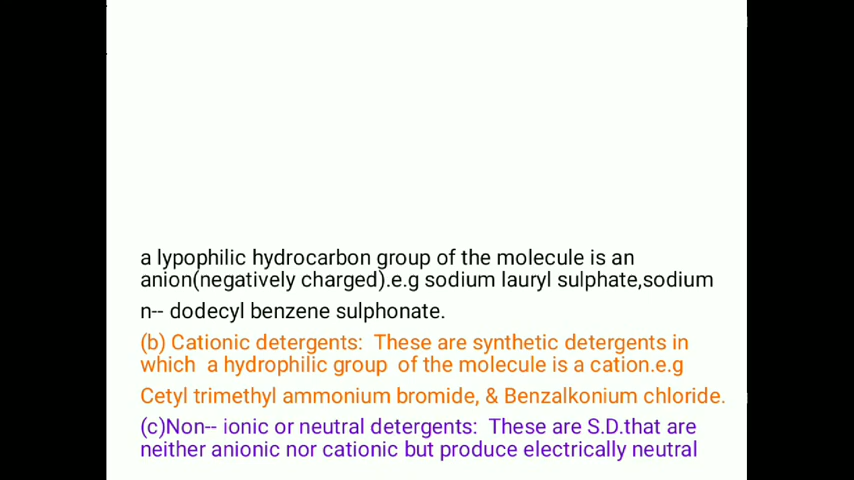 a lypophilic hydrocarbon group of the molecule is an
anion(negatively charged).e.g sodium lauryl sulphate,sodium
n-- dodecyl benzene sulphonate.
(b) Cationic detergents:  These are synthetic detergents in
which  a hydrophilic group  of the molecule is a cation.e.g
Cetyl trimethyl ammonium bromide, & Benzalkonium chloride.
(c)Non-- ionic or neutral detergents:  These are S.D.that are
neither anionic nor cationic but produce electrically neutral